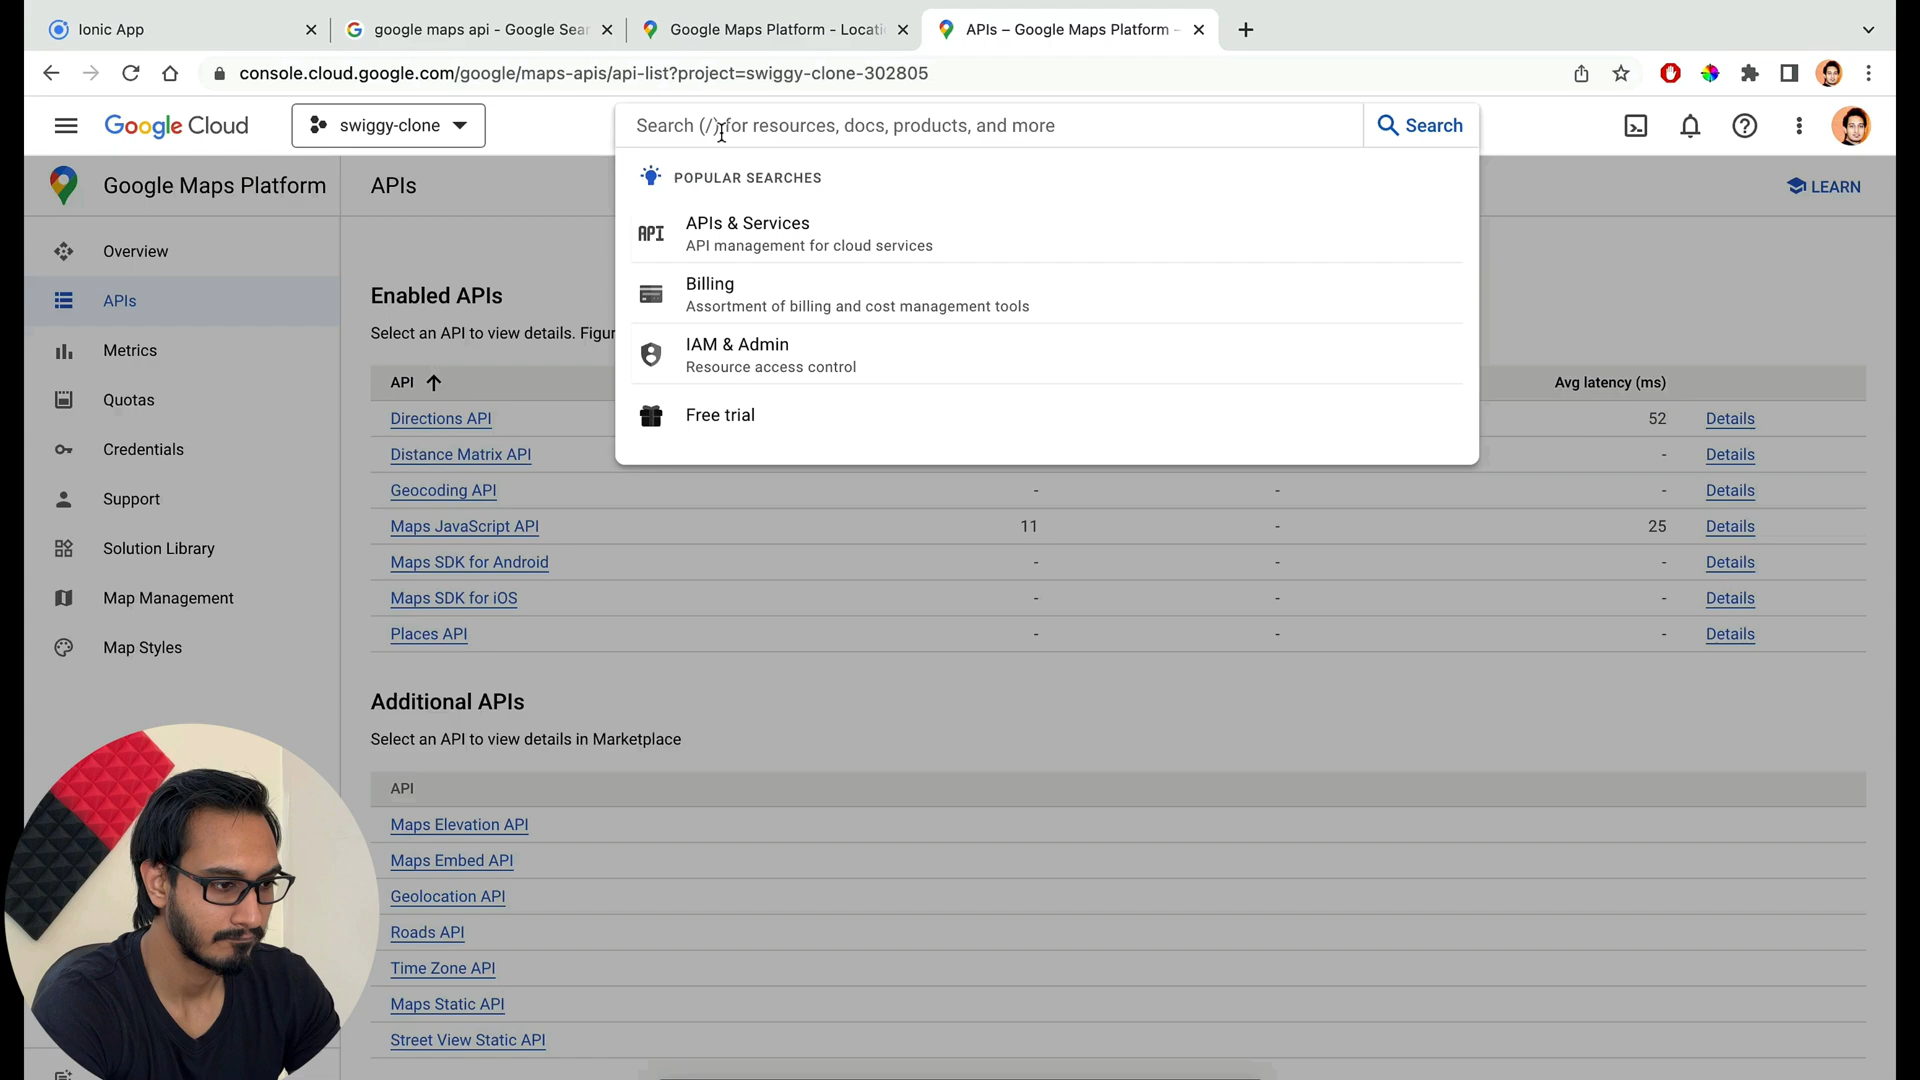 Ionic App
google maps api - Google Sear
Google Maps Platform - Locati
APIs – Google Maps Platform -
console.cloud.google.com/google/maps-apis/api-list?project=swiggy-clone-302805
Google Cloud
swiggy-clone
Search (/) for resources, docs, products, and more
Search
Google Maps Platform
APIs
LEARN
POPULAR SEARCHES
API
APIs & Services
API management for cloud services
Billing
Assortment of billing and cost management tools
IAM & Admin
Resource access control
Free trial
Overview
APIs
Metrics
Quotas
Credentials
Support
Solution Library
Map Management
Map Styles
Enabled APIs
Select an API to view details. Figu
API Avg latency (ms)
Directions API 52 Details
Distance Matrix API - Details
Geocoding API - - - Details
Maps JavaScript API 11 - 25 Details
Maps SDK for Android - - - Details
Maps SDK for iOS - - - Details
Places API - - - Details
Additional APIs
Select an API to view details in Marketplace
API
Maps Elevation API
Maps Embed API
Geolocation API
Roads API
Time Zone API
Maps Static API
Street View Static API